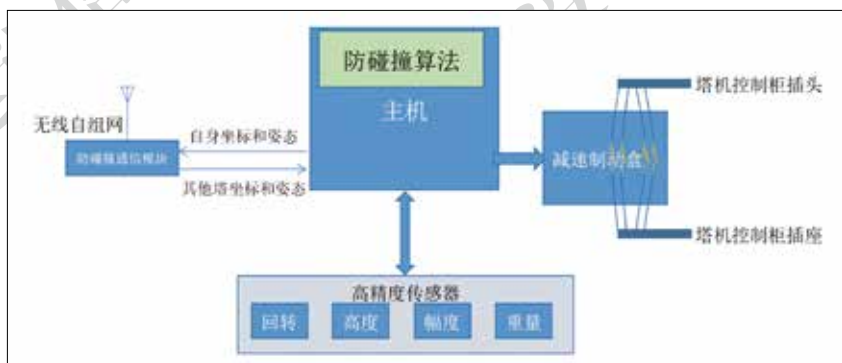 防碰撞算法
主机
无线自组网
防碰撞通信模块
自身坐标和姿态
其他塔坐标和姿态
减速制动盒
塔机控制柜插头
塔机控制柜插座
高精度传感器
回转
高度
幅度
重量